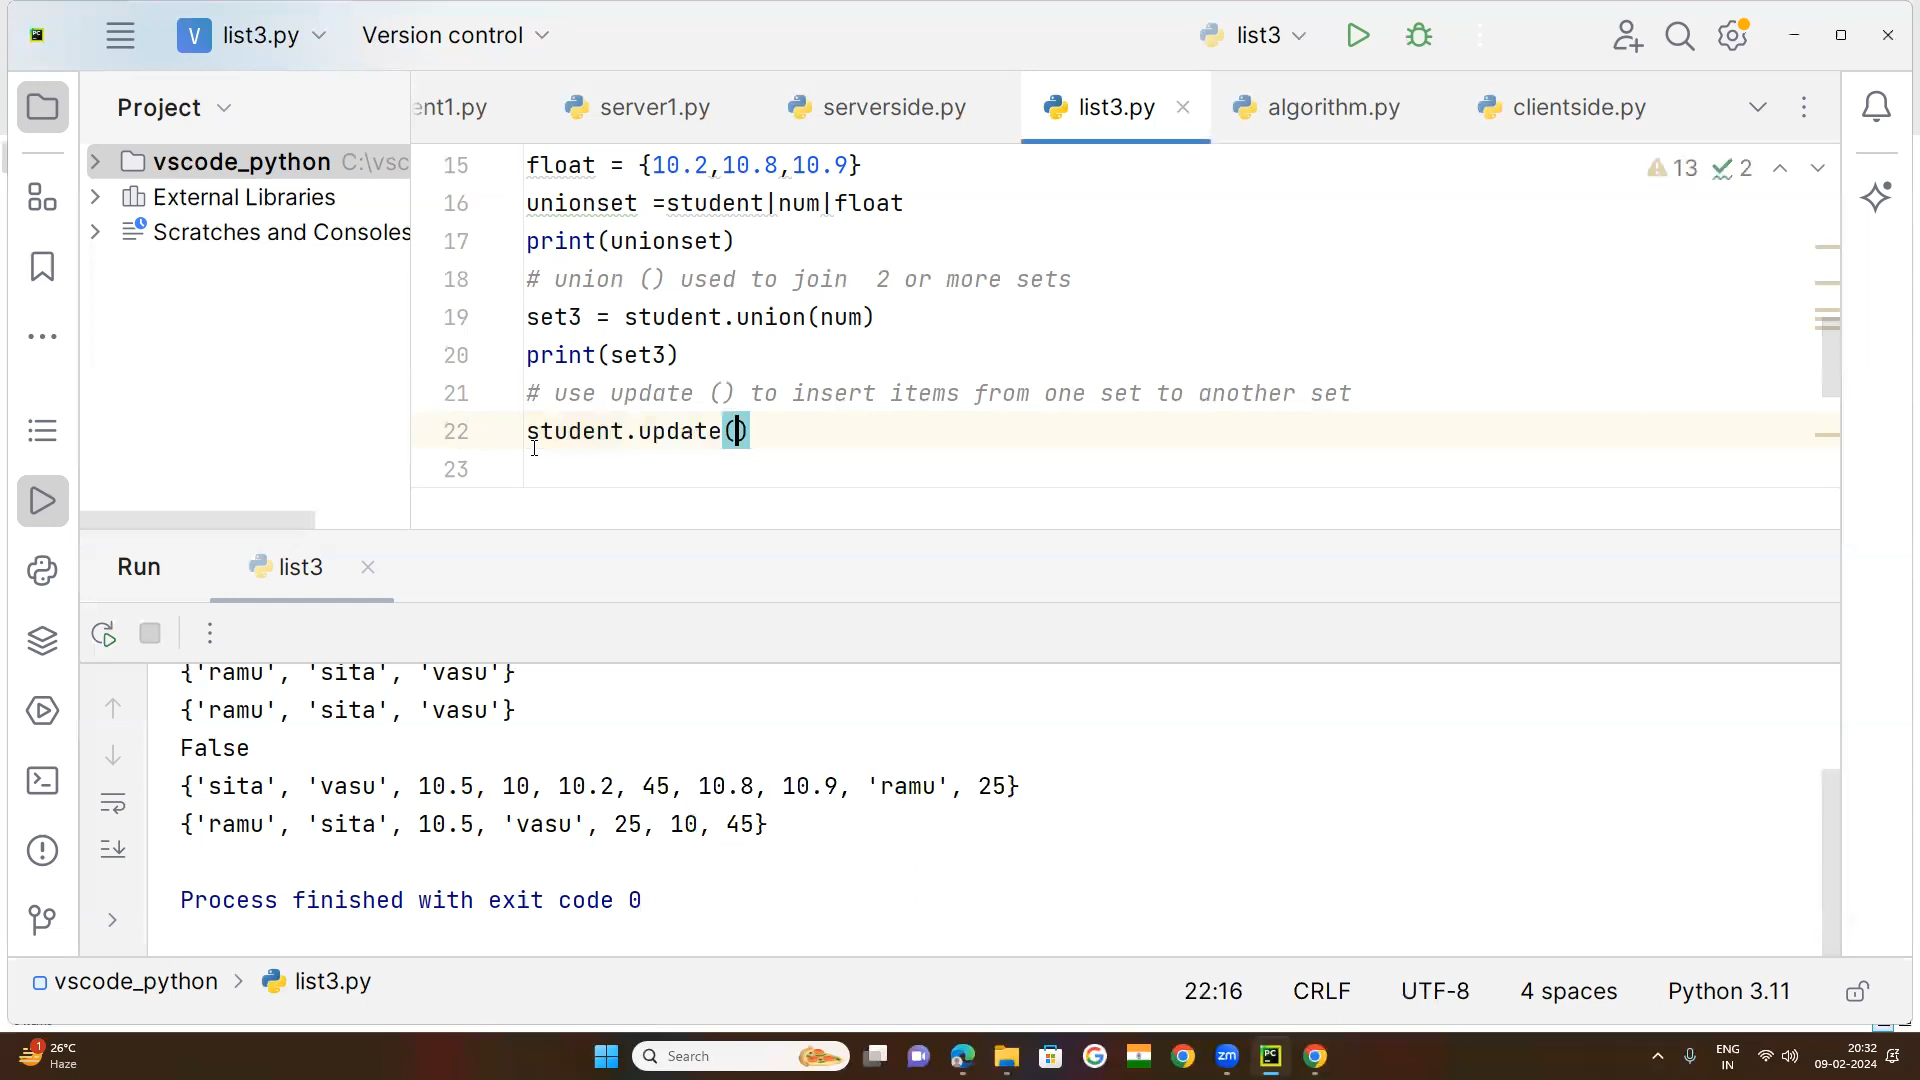 PC
V list3.py
Version control
list3
Project
ent1.py
server1.py
serverside.py
list3.py
algorithm.py
clientside.py
vscode_python C:\vsc
External Libraries
Scratches and Consoles
13 2
15 float = {10.2,10.8,10.9}
16 unionset =student|num|float
17 print(unionset)
18 # union () used to join  2 or more sets
19 set3 = student.union(num)
20 print(set3)
21 # use update () to insert items from one set to another set
22 student.update()
23
Run
list3
{'ramu', 'sita', 'vasu'}
{'ramu', 'sita', 'vasu'}
False
{'sita', 'vasu', 10.5, 10, 10.2, 45, 10.8, 10.9, 'ramu', 25}
{'ramu', 'sita', 10.5, 'vasu', 25, 10, 45}
Process finished with exit code 0
vscode_python > list3.py
22:16 CRLF UTF-8 4 spaces Python 3.11
1
26°C
Haze
Search
zm
PC
ENG
IN
20:32
09-02-2024